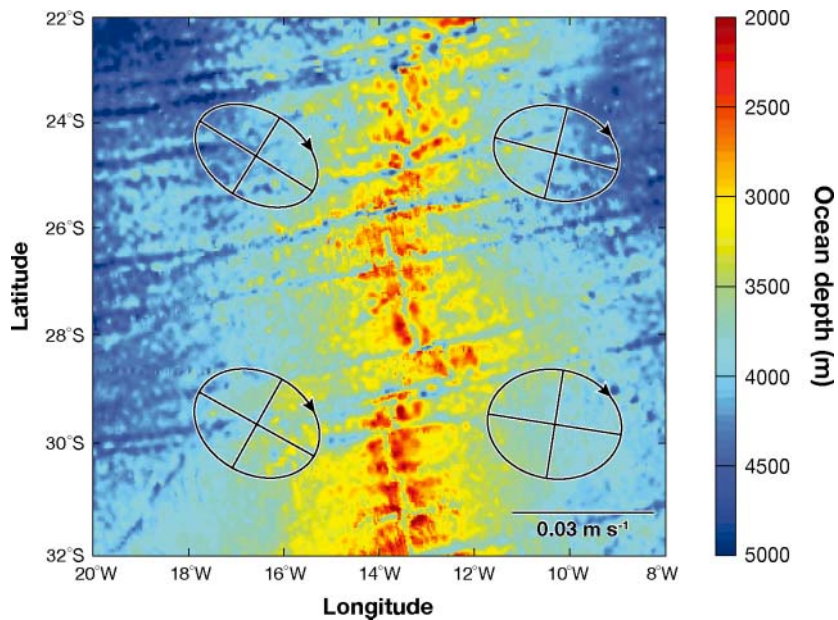 22°S
24°S
26°S
28°S
30°S
32°S
Latitude
20°W
18°W
16°W
14°W
12°W
10°W
8°W
Longitude
0.03 m s⁻¹
2000
2500
3000
3500
4000
4500
5000
Ocean depth (m)